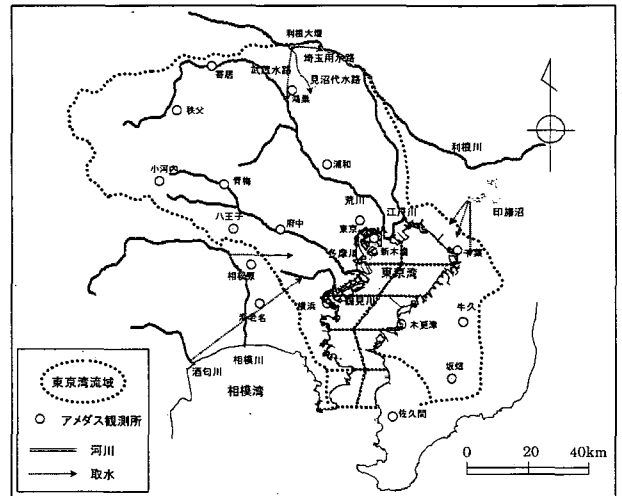 利根大堰
埼玉用水路
武蔵水路
見沼代水路
寄居
鴻巣
秩父
利根川
浦和
小河内
青梅
荒川
江戸川
印旛沼
八王子
府中
東京
新木場
千葉
多摩川
東京湾
相模原
鶴見川
横浜
牛久
海老名
木更津
坂畑
相模川
酒匂川
相模湾
佐久間
東京湾流域
アメダス観測所
河川
取水
0 20 40km